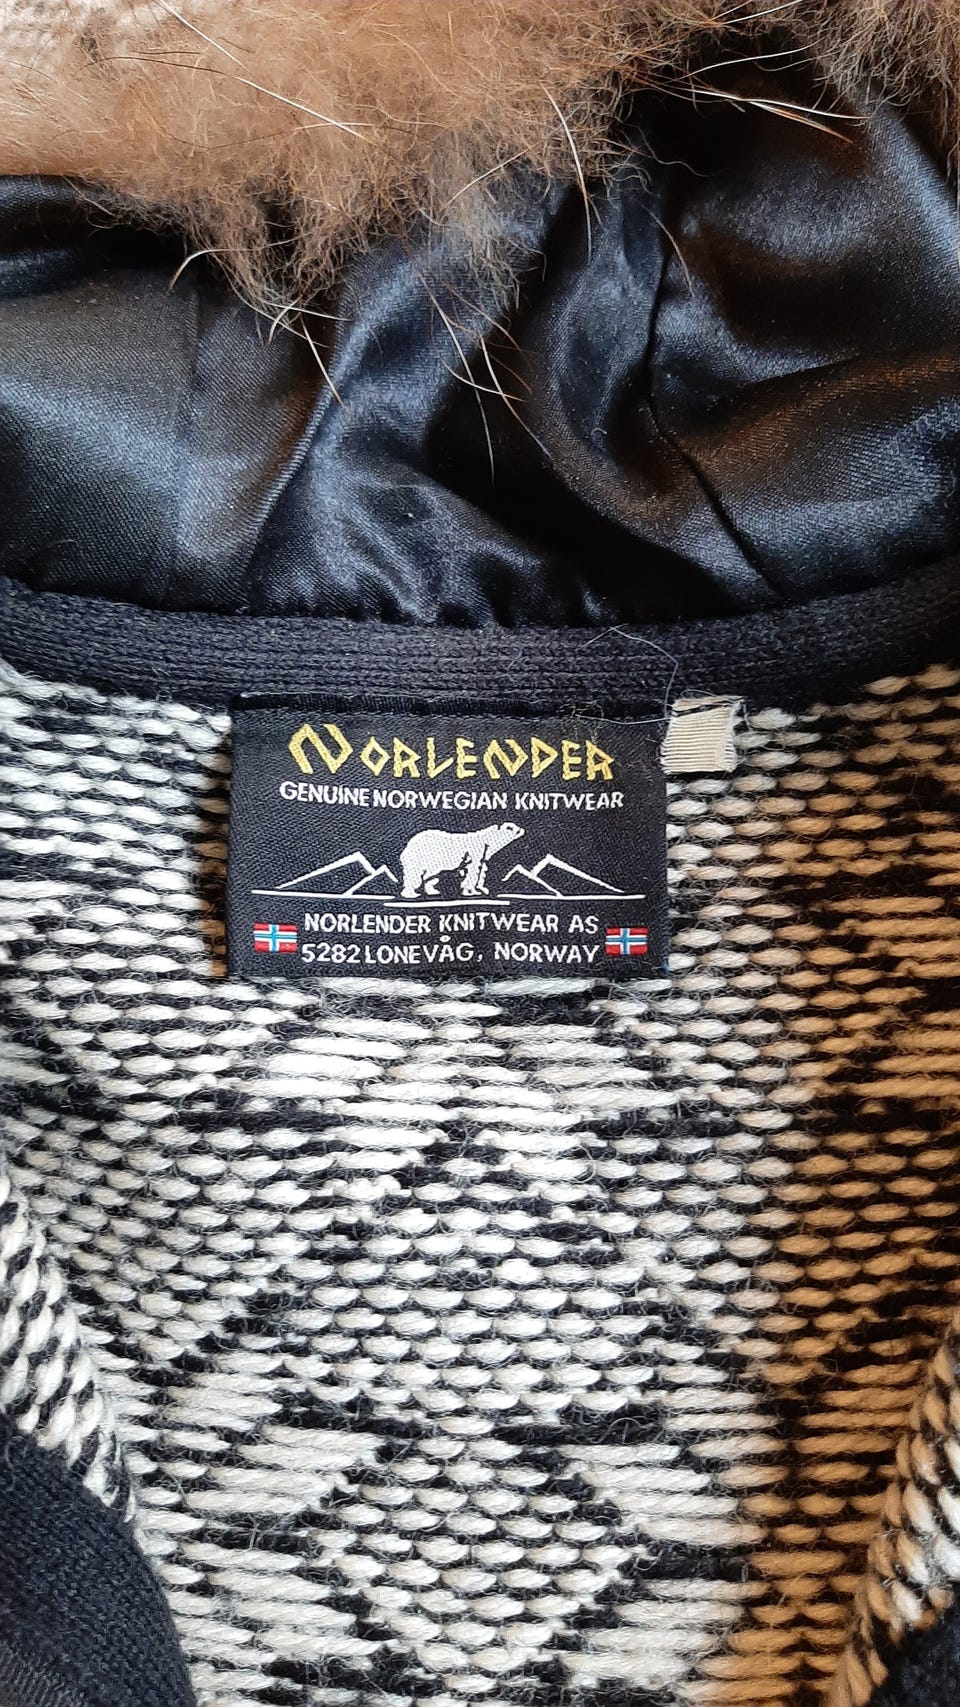 NORLENDER
GENUINE NORWEGIAN KNITWEAR
NORLENDER KNITWEAR AS
5282 LONEVÅG, NORWAY